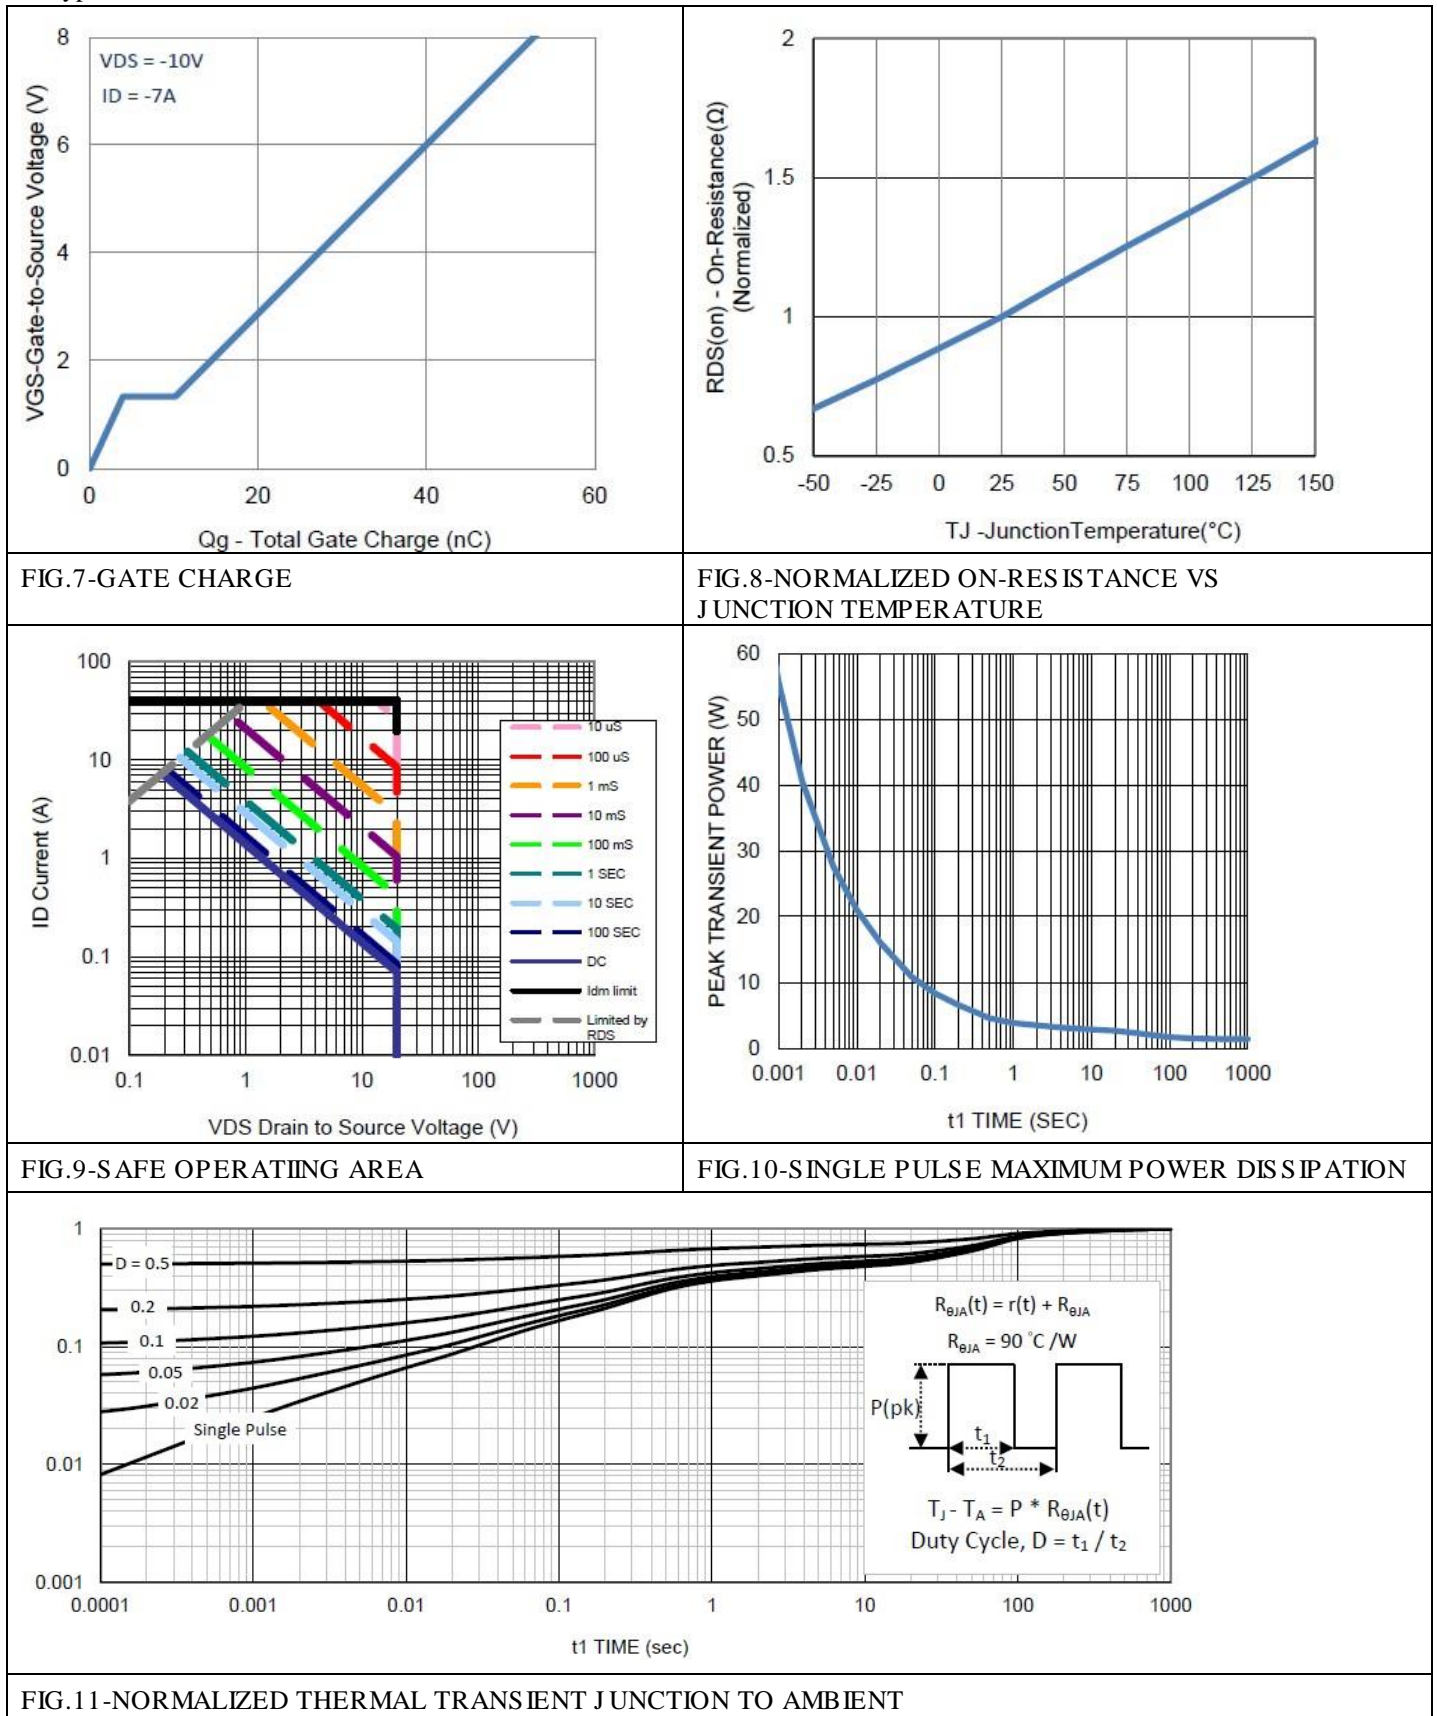 8
6
4
2
0
VDS = -10V
ID = -7A
VGS-Gate-to-Source Voltage (V)
0 20 40 60
Qg - Total Gate Charge (nC)
2
1.5
1
0.5
RDS(on) - On-Resistance(Ω)
(Normalized)
-50 -25 0 25 50 75 100 125 150
TJ -JunctionTemperature(°C)
FIG.7-GATE CHARGE
FIG.8-NORMALIZED ON-RESISTANCE VS
JUNCTION TEMPERATURE
100
10
1
0.1
0.01
ID Current (A)
10 uS
100 uS
1 mS
10 mS
100 mS
1 SEC
10 SEC
100 SEC
DC
Idm limit
Limited by
RDS
0.1 1 10 100 1000
VDS Drain to Source Voltage (V)
60
50
40
30
20
10
0
PEAK TRANSIENT POWER (W)
0.001 0.01 0.1 1 10 100 1000
t1 TIME (SEC)
FIG.9-SAFE OPERATIING AREA
FIG.10-SINGLE PULSE MAXIMUM POWER DISSIPATION
1
0.1
0.01
0.001
D = 0.5
0.2
0.1
0.05
0.02
Single Pulse
RθJA(t) = r(t) + RθJA
RθJA = 90 °C /W
P(pk)
t1
t2
TJ - TA = P * RθJA(t)
Duty Cycle, D = t1 / t2
0.0001 0.001 0.01 0.1 1 10 100 1000
t1 TIME (sec)
FIG.11-NORMALIZED THERMAL TRANSIENT JUNCTION TO AMBIENT